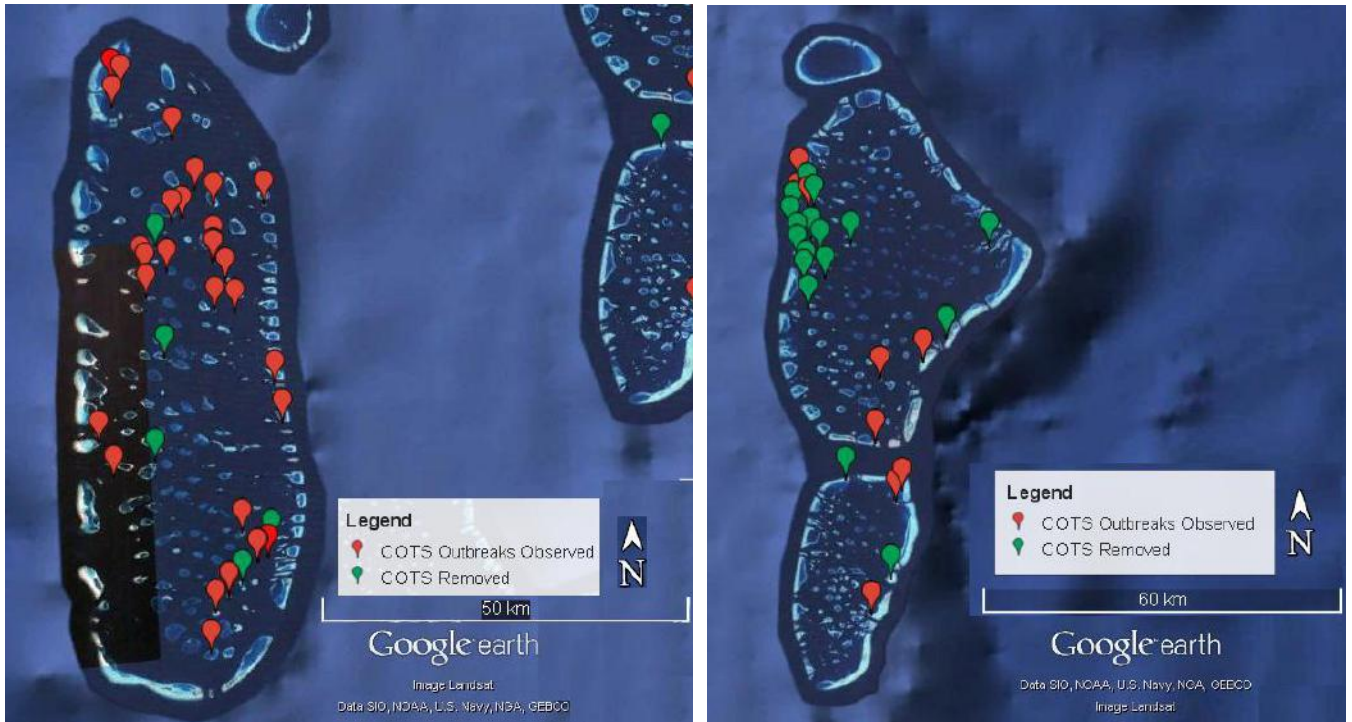 Legend
COTS Outbreaks Observed
COTS Removed
N
50 km
Google earth
Image Landsat
Data SIO, NOAA, U.S. Navy, NGA, GEBCO
Legend
COTS Outbreaks Observed
COTS Removed
N
60 km
Google earth
Data SIO, NOAA, U.S. Navy, NGA, GEBCO
Image Landsat